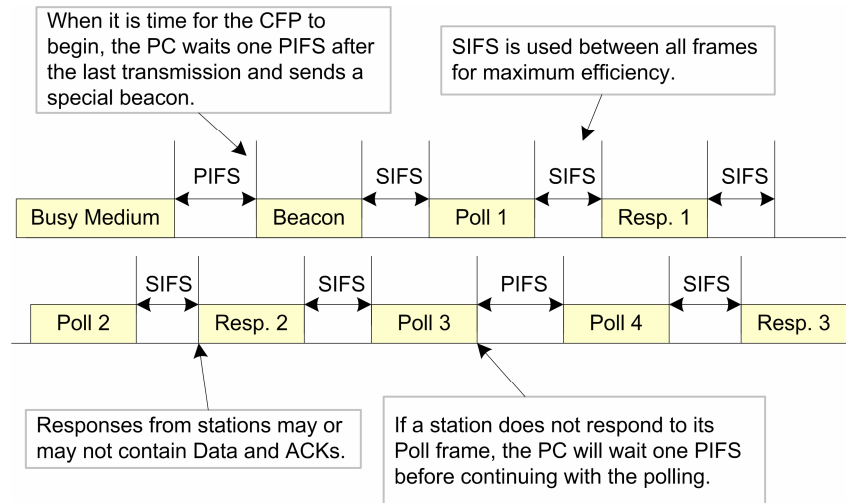 When it is time for the CFP to
begin, the PC waits one PIFS after
the last transmission and sends a
special beacon.
SIFS is used between all frames
for maximum efficiency.
PIFS
SIFS
SIFS
SIFS
Busy Medium
Beacon
Poll 1
Resp. 1
SIFS
SIFS
PIFS
SIFS
Poll 2
Resp. 2
Poll 3
Poll 4
Resp. 3
Responses from stations may or
may not contain Data and ACKs.
If a station does not respond to its
Poll frame, the PC will wait one PIFS
before continuing with the polling.